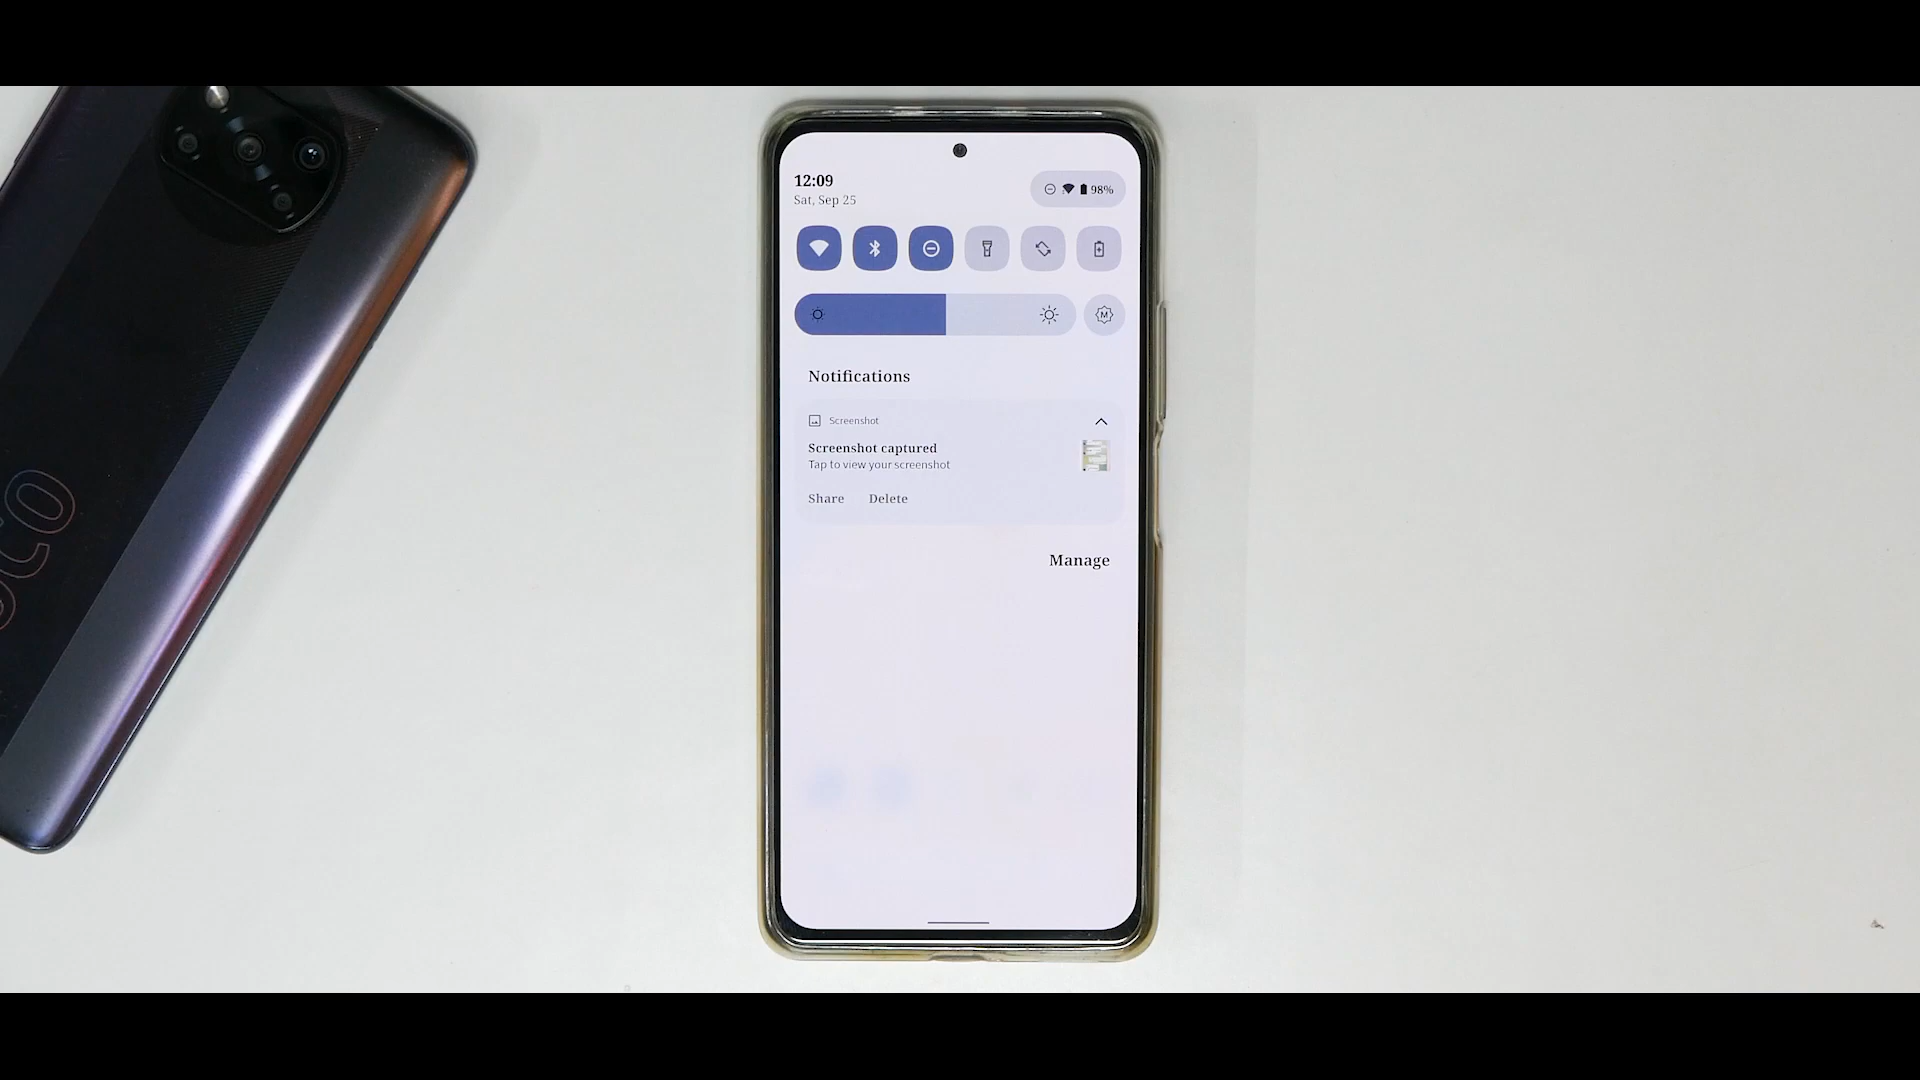 12:09
98%
Sat, Sep 25
M
Notifications
Screenshot
Screenshot captured
Tap to view your screenshot
Share Delete
Manage